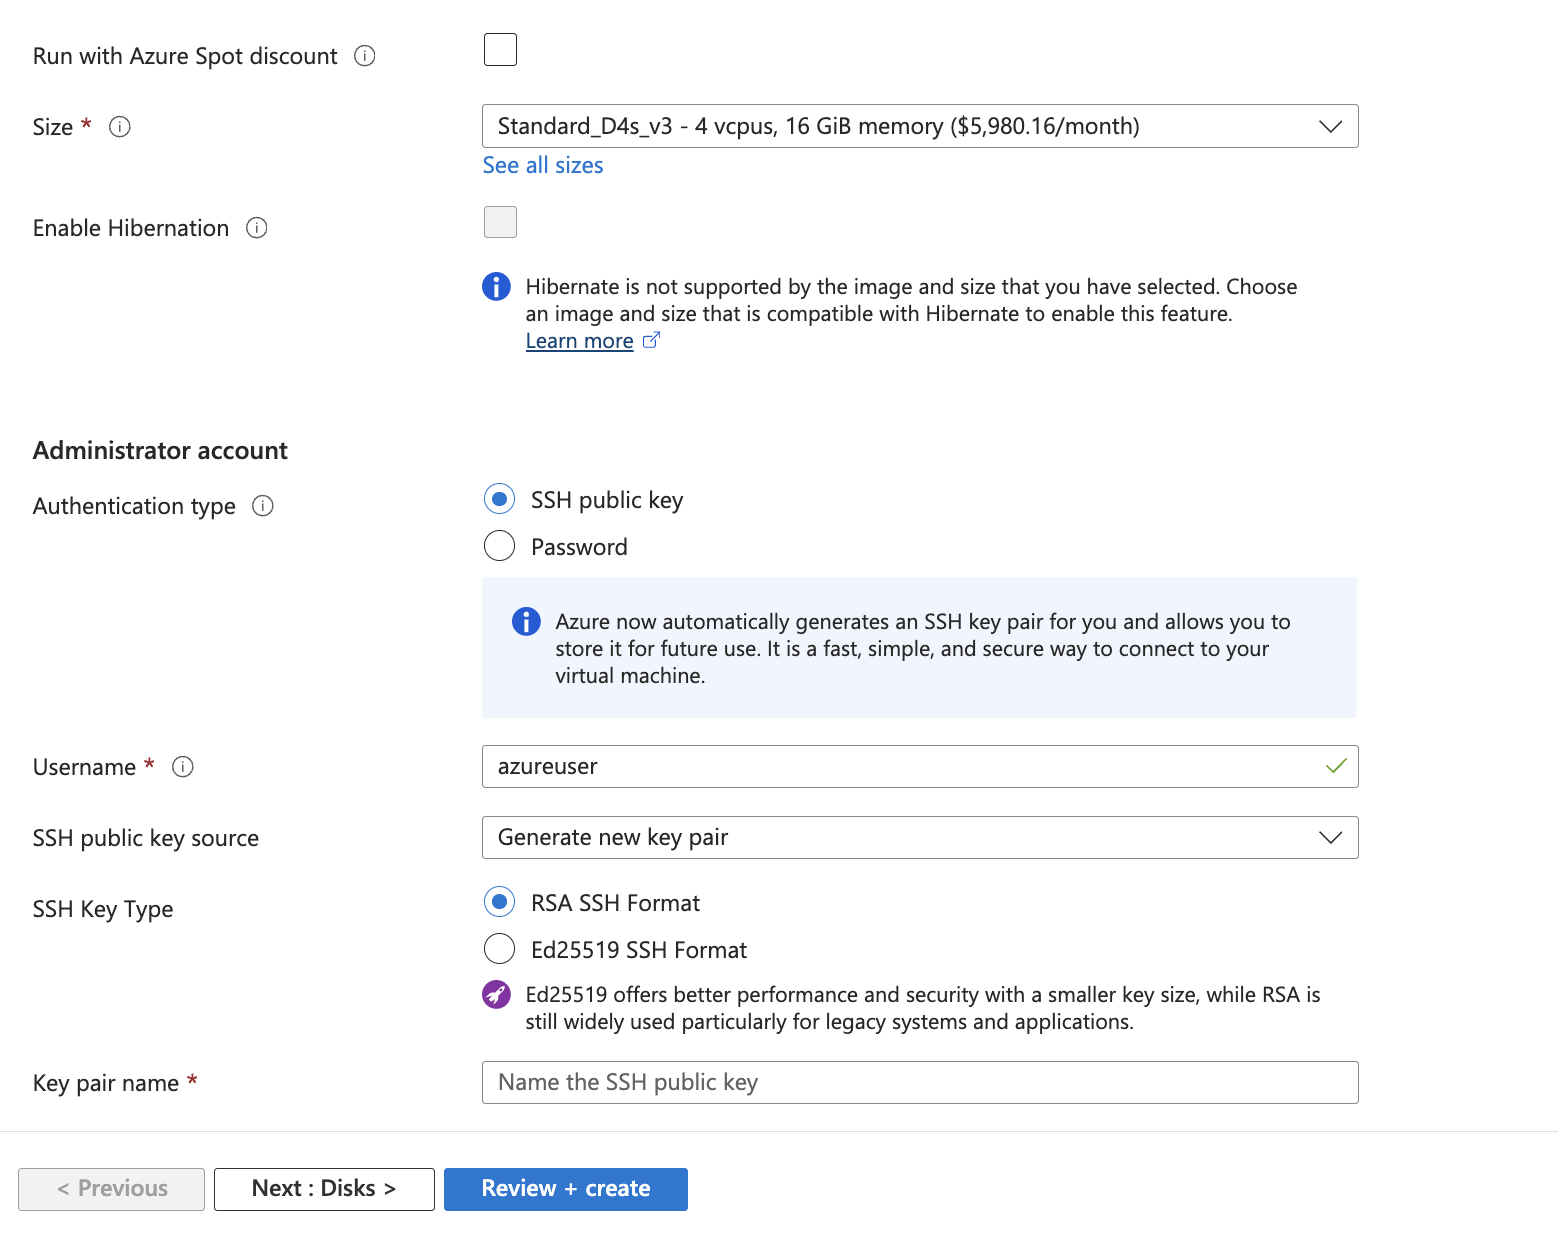 Run with Azure Spot discount
Size *
Standard_D4s_v3 - 4 vcpus, 16 GiB memory ($5,980.16/month)
See all sizes
Enable Hibernation
Hibernate is not supported by the image and size that you have selected. Choose
an image and size that is compatible with Hibernate to enable this feature.
Learn more
Administrator account
Authentication type
SSH public key
Password
Azure now automatically generates an SSH key pair for you and allows you to
store it for future use. It is a fast, simple, and secure way to connect to your
virtual machine.
Username *
azureuser
SSH public key source
Generate new key pair
SSH Key Type
RSA SSH Format
Ed25519 SSH Format
Ed25519 offers better performance and security with a smaller key size, while RSA is
still widely used particularly for legacy systems and applications.
Key pair name *
Name the SSH public key
< Previous
Next : Disks >
Review + create